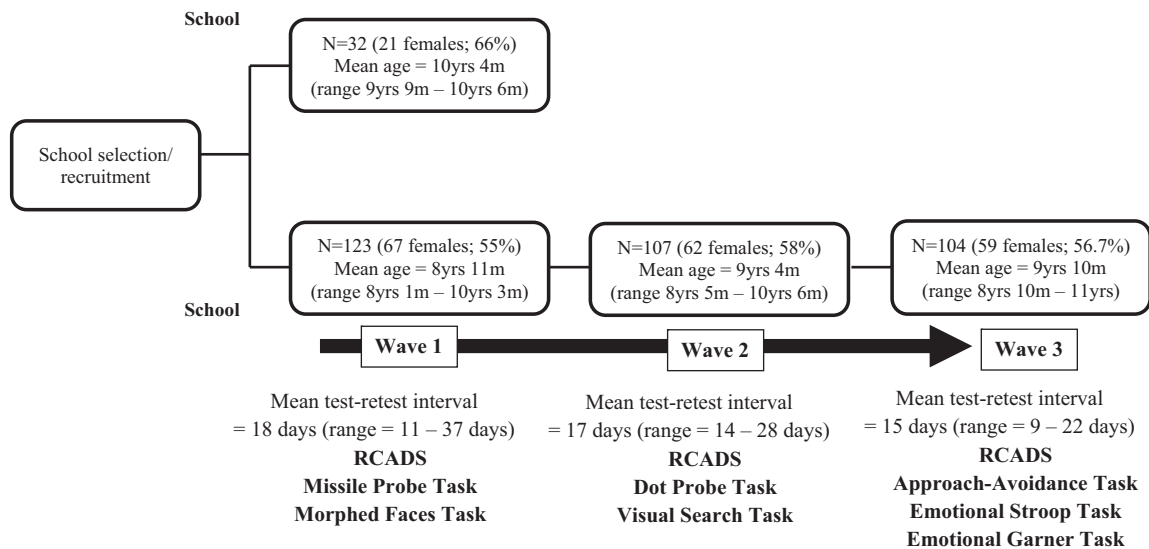 School
N=32 (21 females; 66%)
Mean age = 10yrs 4m
(range 9yrs 9m – 10yrs 6m)
School selection/
recruitment
N=123 (67 females; 55%)
Mean age = 8yrs 11m
(range 8yrs 1m – 10yrs 3m)
N=107 (62 females; 58%)
Mean age = 9yrs 4m
(range 8yrs 5m – 10yrs 6m)
N=104 (59 females; 56.7%)
Mean age = 9yrs 10m
(range 8yrs 10m – 11yrs)
School
Wave 1
Wave 2
Wave 3
Mean test-retest interval
= 18 days (range = 11 – 37 days)
RCADS
Missile Probe Task
Morphed Faces Task
Mean test-retest interval
= 17 days (range = 14 – 28 days)
RCADS
Dot Probe Task
Visual Search Task
Mean test-retest interval
= 15 days (range = 9 – 22 days)
RCADS
Approach-Avoidance Task
Emotional Stroop Task
Emotional Garner Task